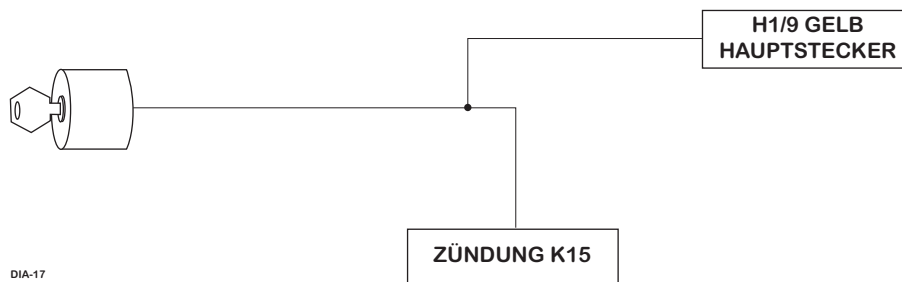 H1/9 GELB
HAUPTSTECKER
ZÜNDUNG K15
DIA-17